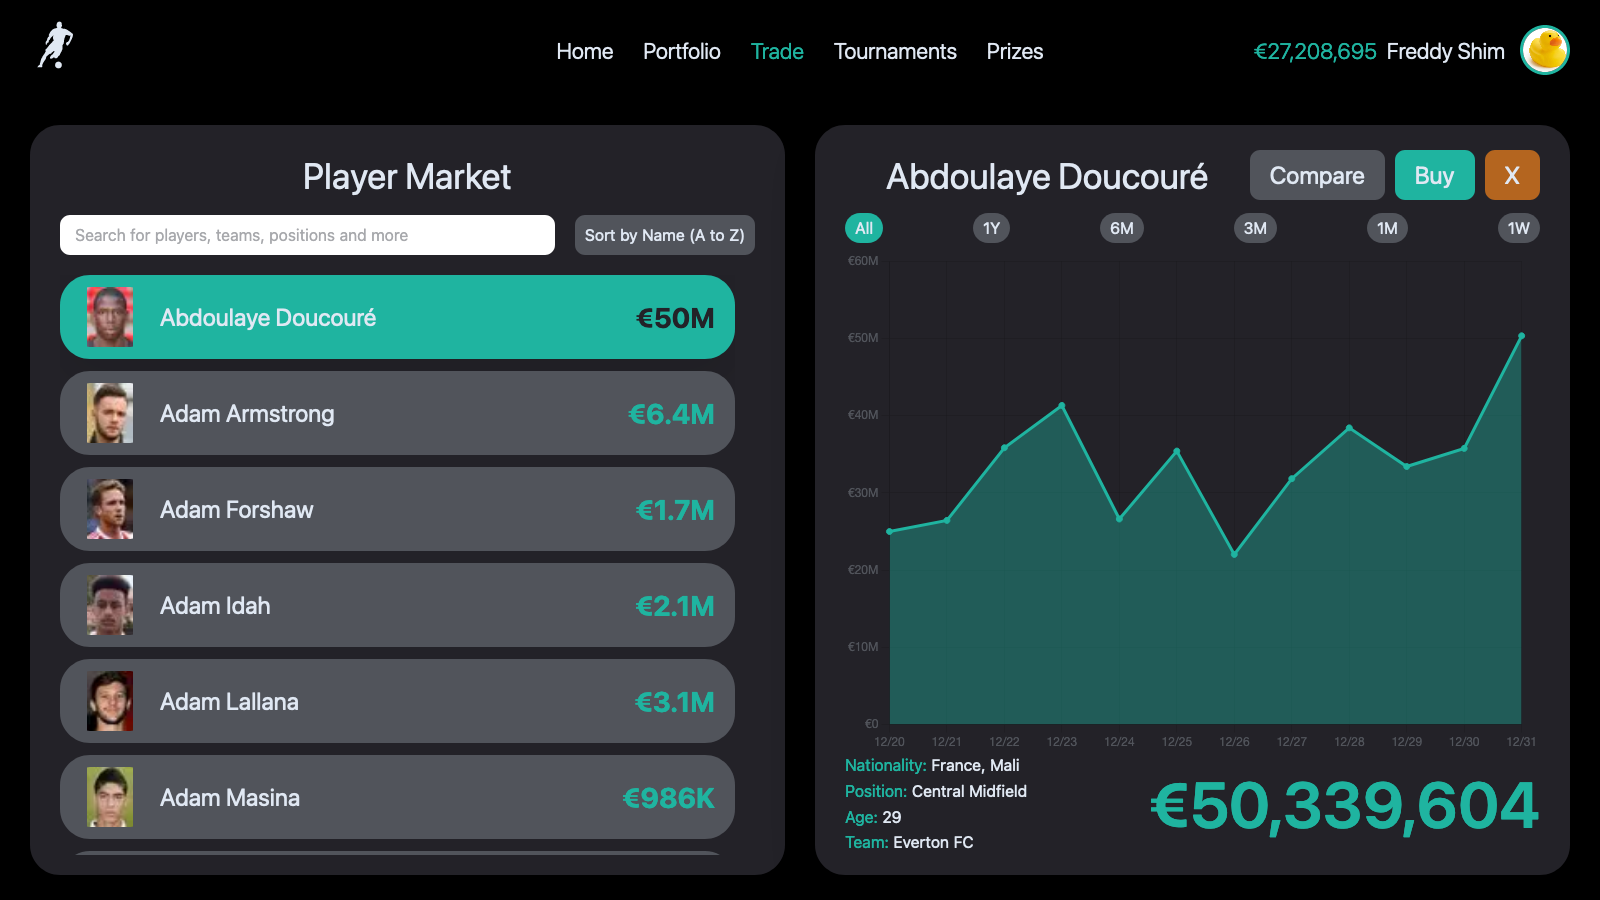 Home Portfolio Trade Tournaments Prizes €27,208,695 Freddy Shim
Player Market
Search for players, teams, positions and more
Sort by Name (A to Z)
Abdoulaye Doucouré €50M
Adam Armstrong €6.4M
Adam Forshaw €1.7M
Adam Idah €2.1M
Adam Lallana €3.1M
Adam Masina €986K
Abdoulaye Doucouré
Compare Buy X
All 1Y 6M 3M 1M 1W
€60M
€50M
€40M
€30M
€20M
€10M
€0
12/20 12/21 12/22 12/23 12/24 12/25 12/26 12/27 12/28 12/29 12/30 12/31
Nationality: France, Mali
Position: Central Midfield
Age: 29
Team: Everton FC
€50,339,604